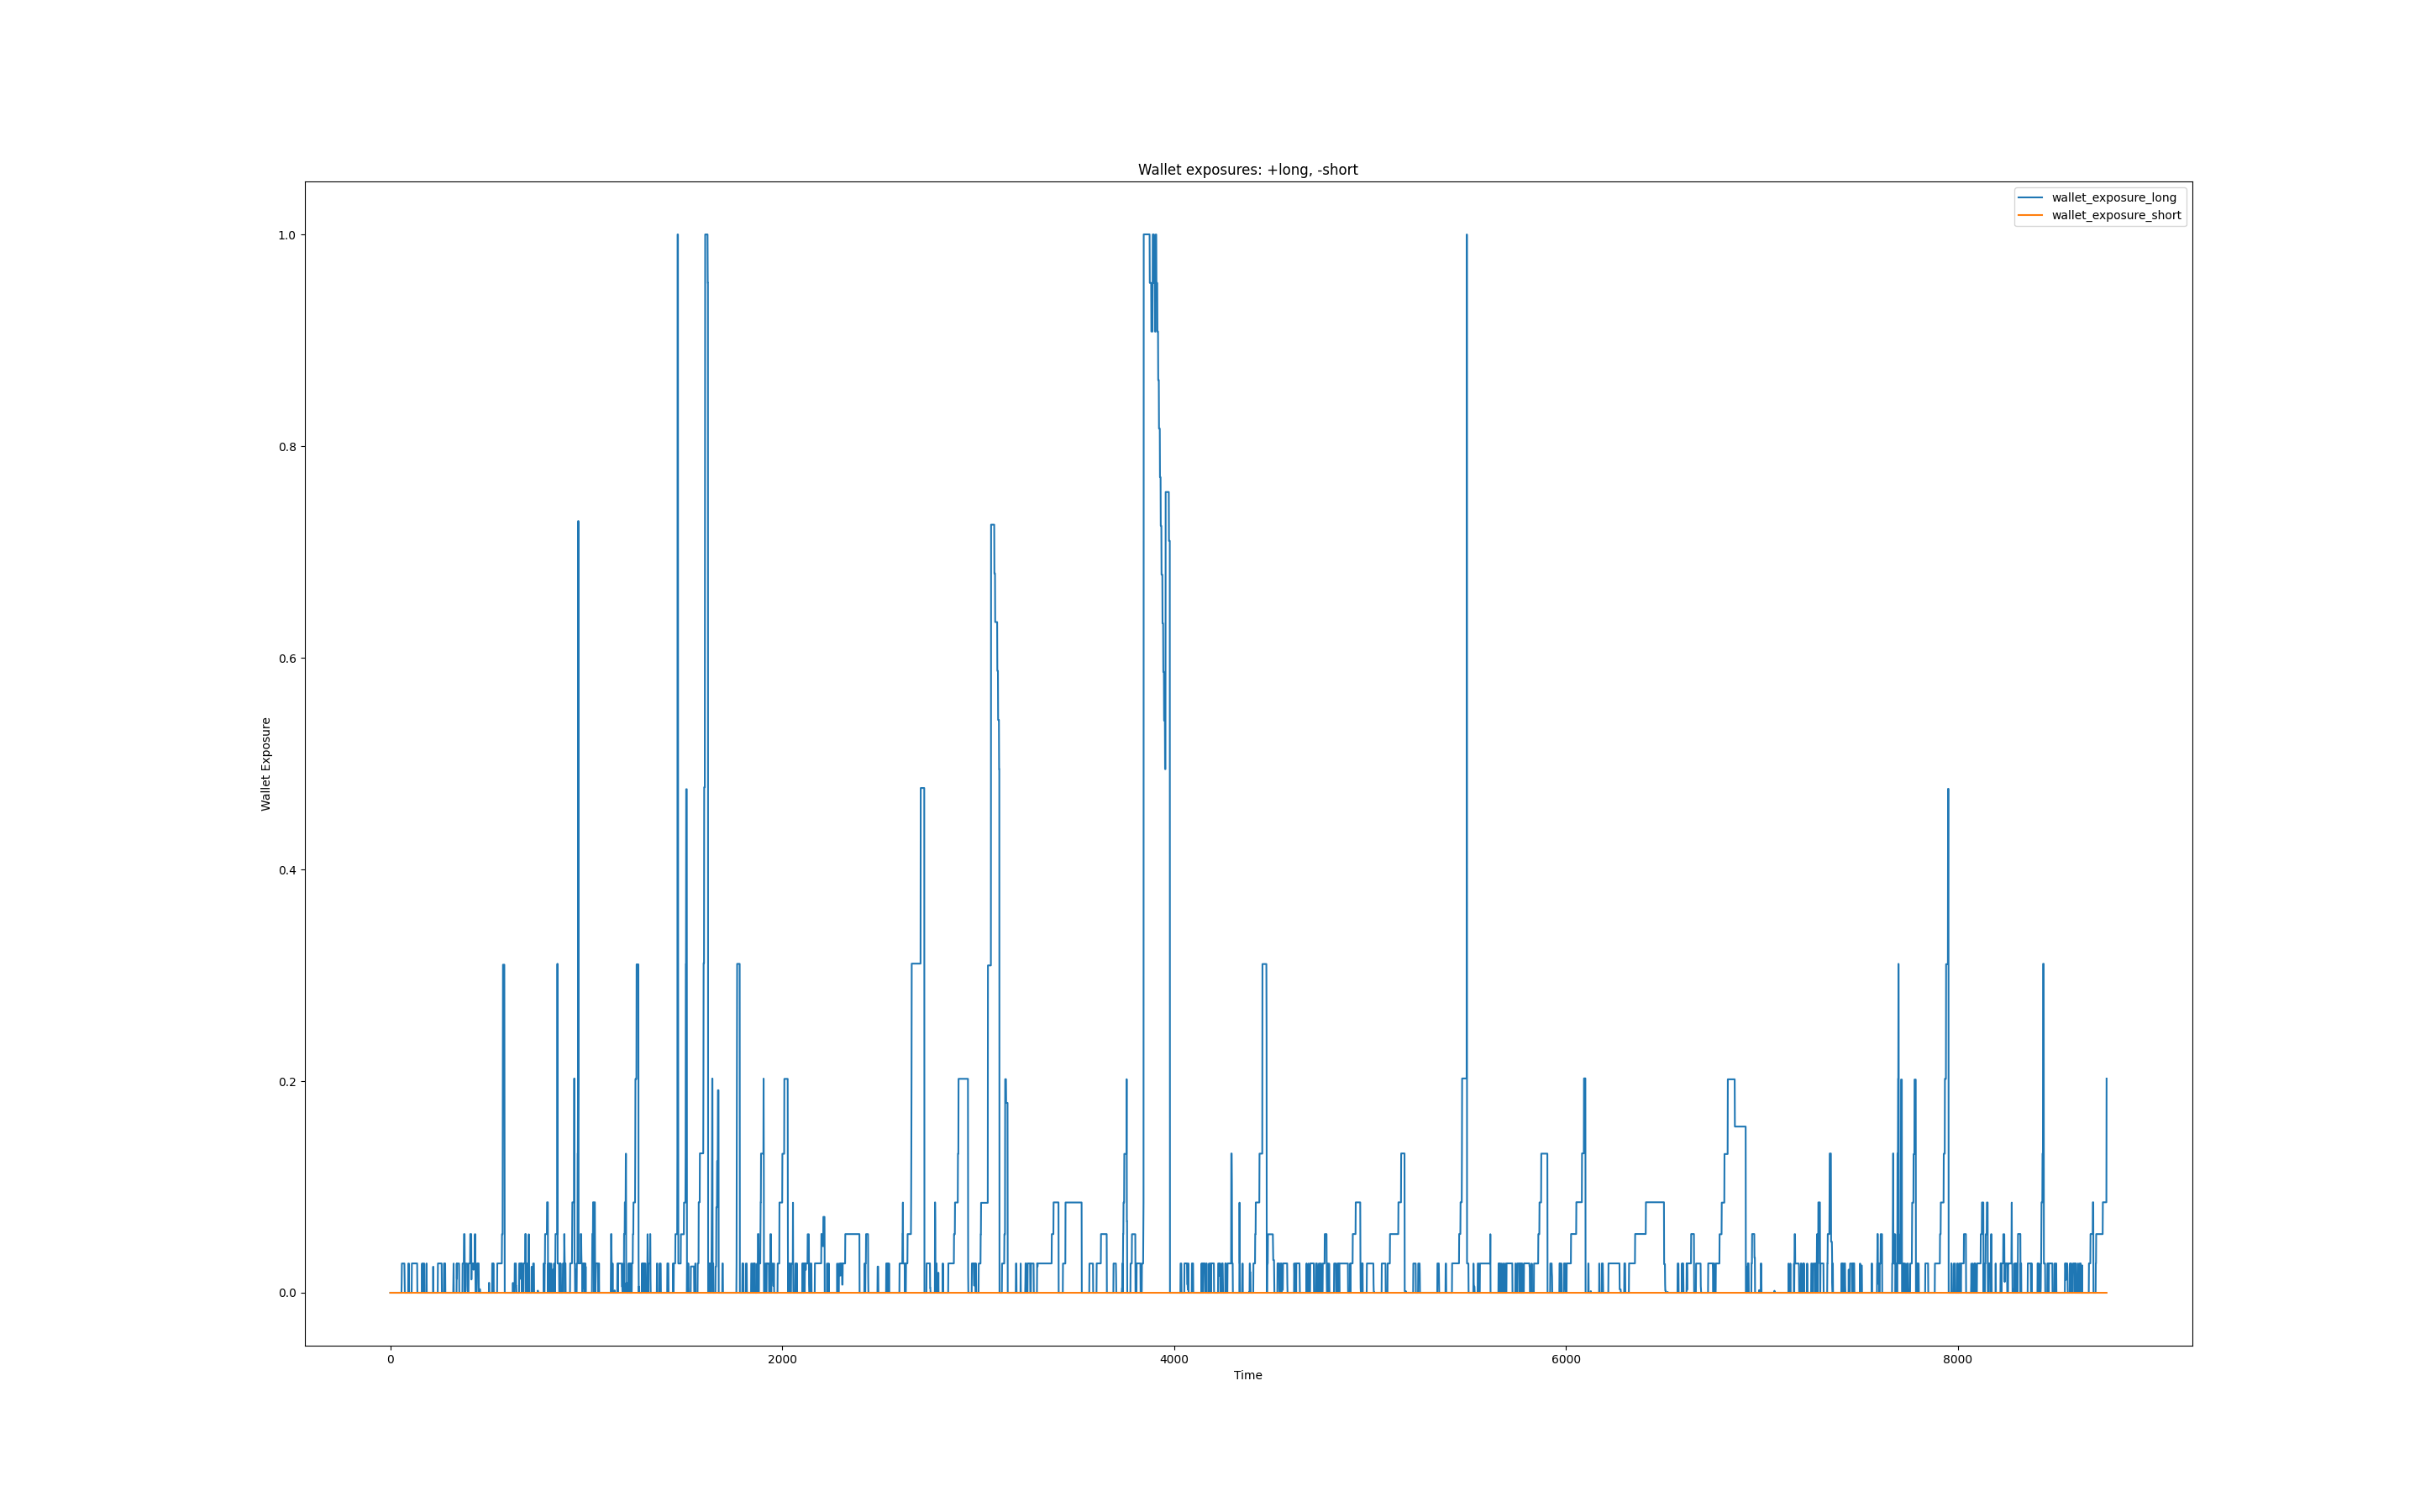 Wallet exposures: +long, -short
wallet_exposure_long
wallet_exposure_short
1.0
0.8
0.6
0.4
0.2
0.0
Wallet Exposure
0 2000 4000 6000 8000
Time